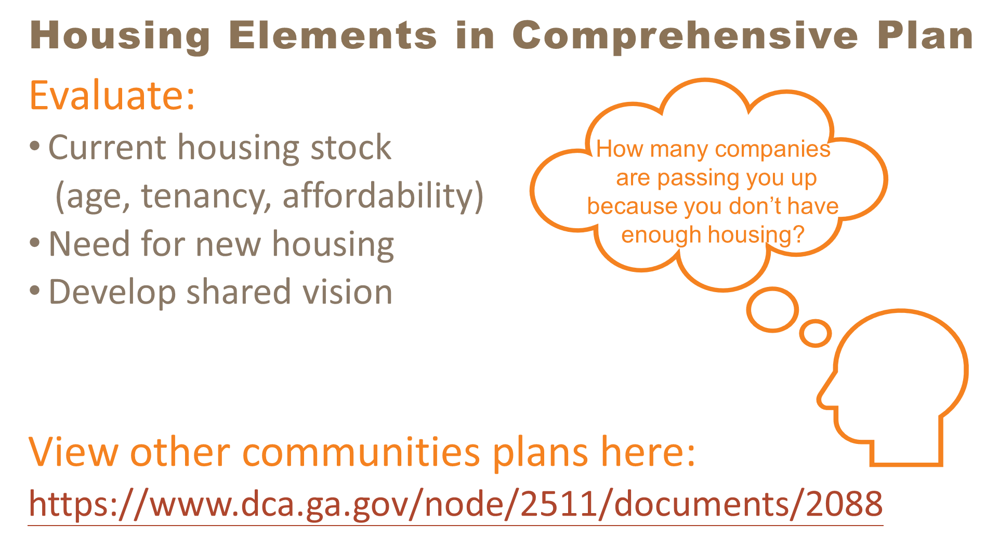 Housing Elements in Comprehensive Plan
Evaluate:
• Current housing stock
(age, tenancy, affordability)
• Need for new housing
• Develop shared vision
How many companies
are passing you up
because you don’t have
enough housing?
View other communities plans here:
https://www.dca.ga.gov/node/2511/documents/2088